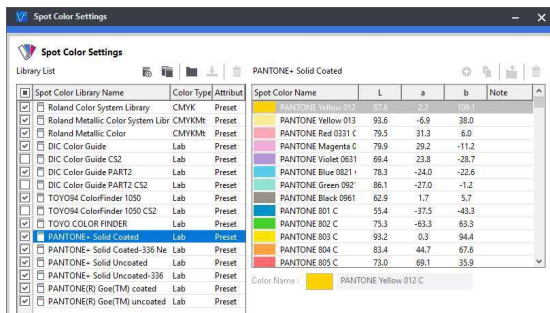 Spot Color Settings
Spot Color Settings
Library List
Spot Color Library Name Color Type Attribut
Roland Color System Library CMYK Preset
Roland Metallic Color System Libr CMYKMt Preset
Roland Metallic Color CMYKMt Preset
DIC Color Guide Lab Preset
DIC Color Guide CS2 Lab Preset
DIC Color Guide PART2 Lab Preset
DIC Color Guide PART2 CS2 Lab Preset
TOYO94 ColorFinder 1050 Lab Preset
TOYO94 ColorFinder 1050 CS2 Lab Preset
TOYO COLOR FINDER Lab Preset
PANTONE+ Solid Coated Lab Preset
PANTONE+ Solid Coated-336 Ne Lab Preset
PANTONE+ Solid Uncoated Lab Preset
PANTONE+ Solid Uncoated-336 Lab Preset
PANTONE(R) Goe(TM) coated Lab Preset
PANTONE(R) Goe(TM) uncoated Lab Preset
PANTONE+ Solid Coated
Spot Color Name L a b Note
PANTONE Yellow 012 87.6 2.2 109.1
PANTONE Yellow 013 93.6 -6.9 38.0
PANTONE Red 0331 C 79.5 31.3 6.0
PANTONE Magenta 0 79.9 29.2 -11.2
PANTONE Violet 0631 69.4 23.8 -28.7
PANTONE Blue 0821 78.3 -24.0 -22.6
PANTONE Green 092 86.1 -27.0 -1.2
PANTONE Black 0961 62.9 1.7 5.7
PANTONE 801 C 55.4 -37.5 -43.3
PANTONE 802 C 75.3 -63.3 63.3
PANTONE 803 C 93.2 0.3 94.4
PANTONE 804 C 83.4 44.7 67.6
PANTONE 805 C 73.0 69.1 35.9
Color Name : PANTONE Yellow 012 C